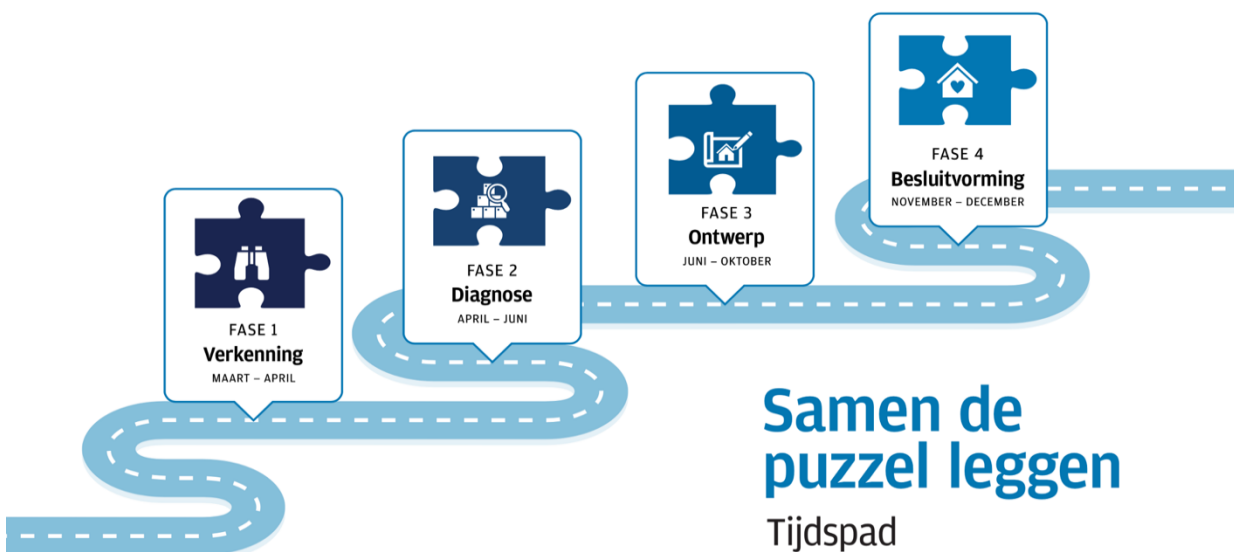 FASE 1
Verkenning
MAART – APRIL
FASE 2
Diagnose
APRIL – JUNI
FASE 3
Ontwerp
JUNI – OKTOBER
FASE 4
Besluitvorming
NOVEMBER – DECEMBER
Samen de
puzzel leggen
Tijdspad